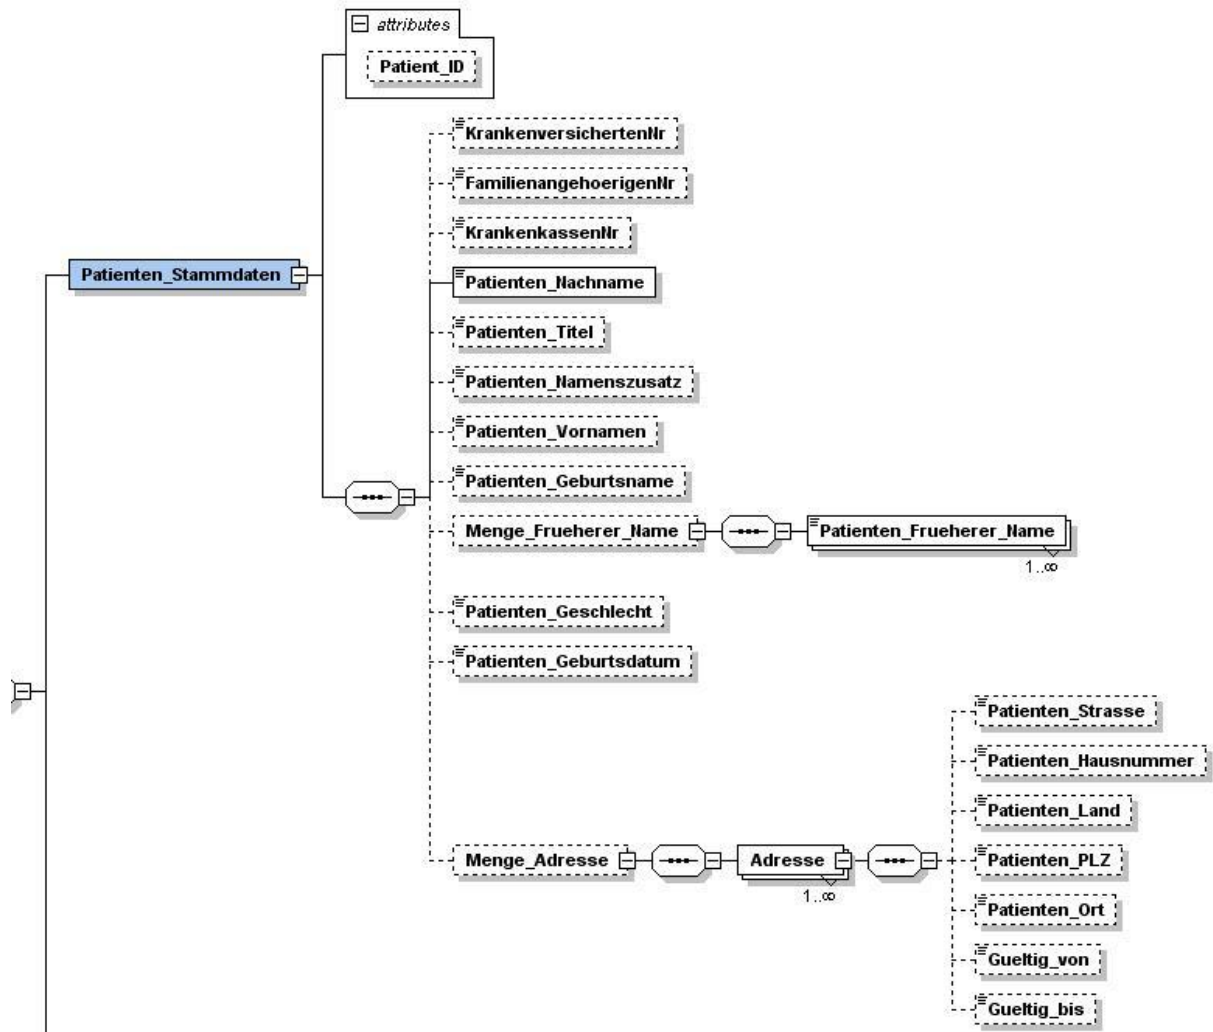 attributes
Patient_ID
KrankenversichertenNr
FamilienangehoerigenNr
KrankenkassenNr
Patienten_Stammdaten
Patienten_Nachname
Patienten_Titel
Patienten_Namenszusatz
Patienten_Vornamen
Patienten_Geburtsname
Menge_Frueherer_Name
Patienten_Frueherer_Name
1..∞
Patienten_Geschlecht
Patienten_Geburtsdatum
Menge_Adresse
Adresse
1..∞
Patienten_Strasse
Patienten_Hausnummer
Patienten_Land
Patienten_PLZ
Patienten_Ort
Gueltig_von
Gueltig_bis